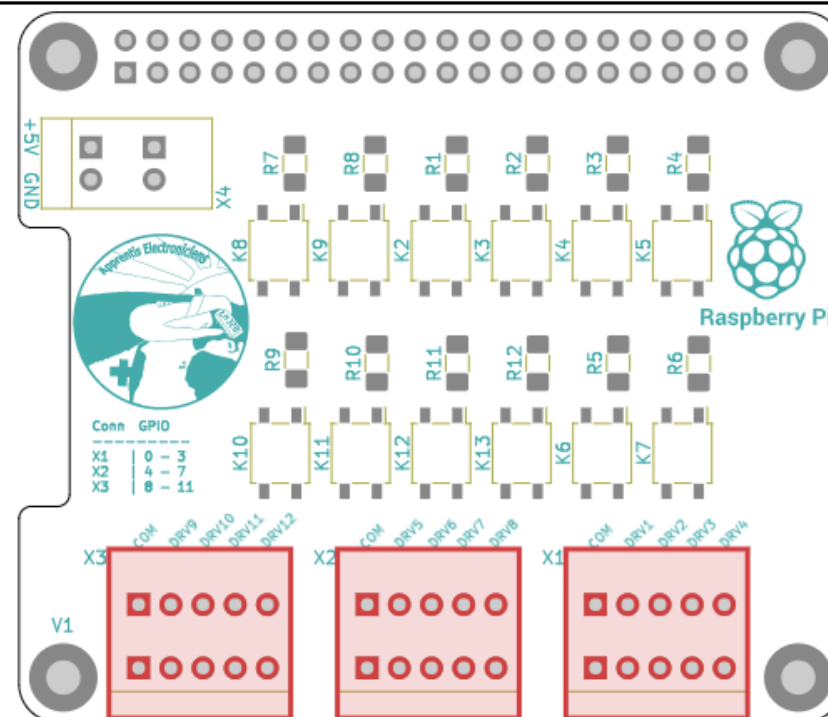 +5V GND
X4
R7 R8 R1 R2 R3 R4
K8 K9 K2 K3 K4 K5
Apprentis Electroniciens
Raspberry Pi
R9 R10 R11 R12 R5 R6
K10 K11 K12 K13 K6 K7
Conn GPIO
----------
X1 | 0 - 3
X2 | 4 - 7
X3 | 8 - 11
X3 COM DRV9 DRV10 DRV11 DRV12
X2 COM DRV5 DRV6 DRV7 DRV8
X1 COM DRV1 DRV2 DRV3 DRV4
V1